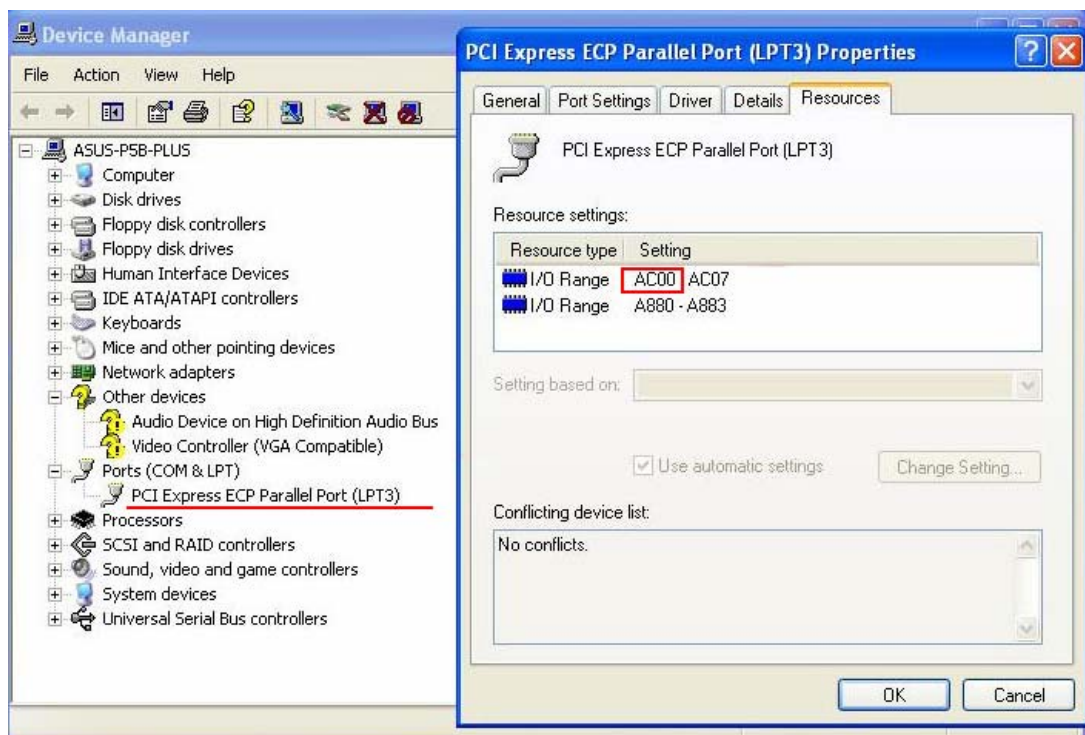 Device Manager
File Action View Help
ASUS-P5B-PLUS
Computer
Disk drives
Floppy disk controllers
Floppy disk drives
Human Interface Devices
IDE ATA/ATAPI controllers
Keyboards
Mice and other pointing devices
Network adapters
Other devices
Audio Device on High Definition Audio Bus
Video Controller (VGA Compatible)
Ports (COM & LPT)
PCI Express ECP Parallel Port (LPT3)
Processors
SCSI and RAID controllers
Sound, video and game controllers
System devices
Universal Serial Bus controllers
PCI Express ECP Parallel Port (LPT3) Properties
General Port Settings Driver Details Resources
PCI Express ECP Parallel Port (LPT3)
Resource settings:
Resource type Setting
I/O Range AC00 AC07
I/O Range A880 - A883
Setting based on:
Use automatic settings Change Setting...
Conflicting device list:
No conflicts.
OK Cancel